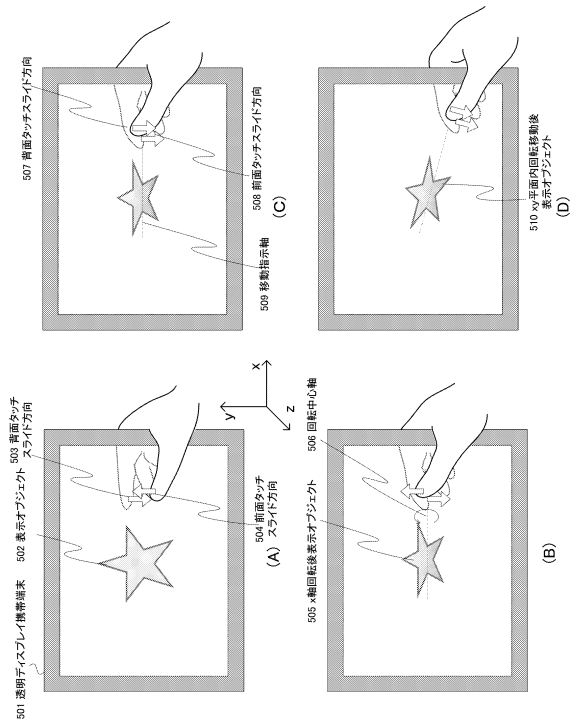 501 透明ディスプレイ携帯端末
502 表示オブジェクト
503 背面タッチ
スライド方向
504 前面タッチ
スライド方向
(A)
y
x
z
505 x軸回転後表示オブジェクト
506 回転中心軸
(B)
507 背面タッチスライド方向
508 前面タッチスライド方向
509 移動指示軸
(C)
510 xy平面内回転移動後
表示オブジェクト
(D)